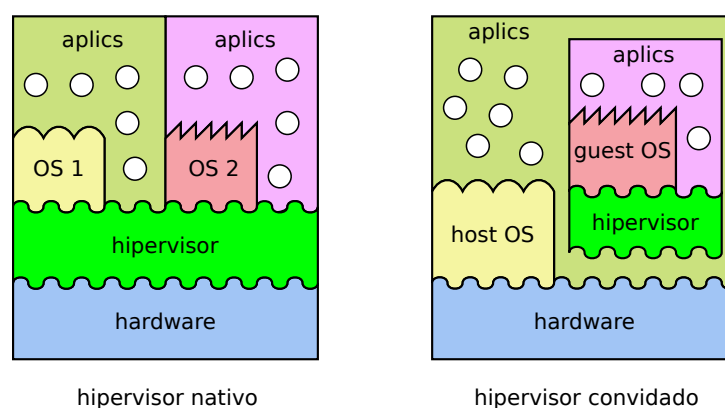 aplics
aplics
OS 1
OS 2
hipervisor
hardware
hipervisor nativo
aplics
aplics
guest OS
host OS
hipervisor
hardware
hipervisor convidado